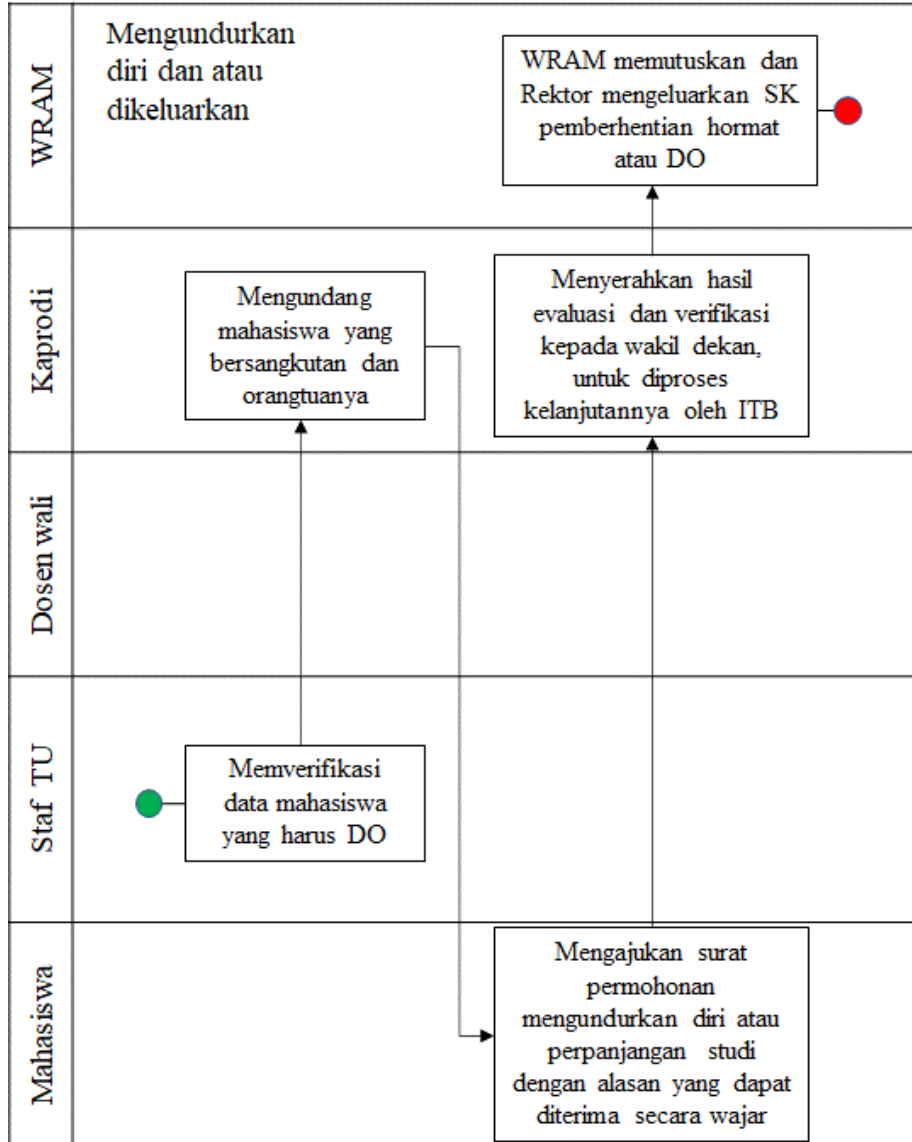 WRAM
Mengundurkan
diri dan atau
dikeluarkan
WRAM memutuskan dan
Rektor mengeluarkan SK
pemberhentian hormat
atau DO
Kaprodi
Mengundang
mahasiswa yang
bersangkutan dan
orangtuanya
Menyerahkan hasil
evaluasi dan verifikasi
kepada wakil dekan,
untuk diproses
kelanjutannya oleh ITB
Dosen wali
Staf TU
Memverifikasi
data mahasiswa
yang harus DO
Mahasiswa
Mengajukan surat
permohonan
mengundurkan diri atau
perpanjangan studi
dengan alasan yang dapat
diterima secara wajar